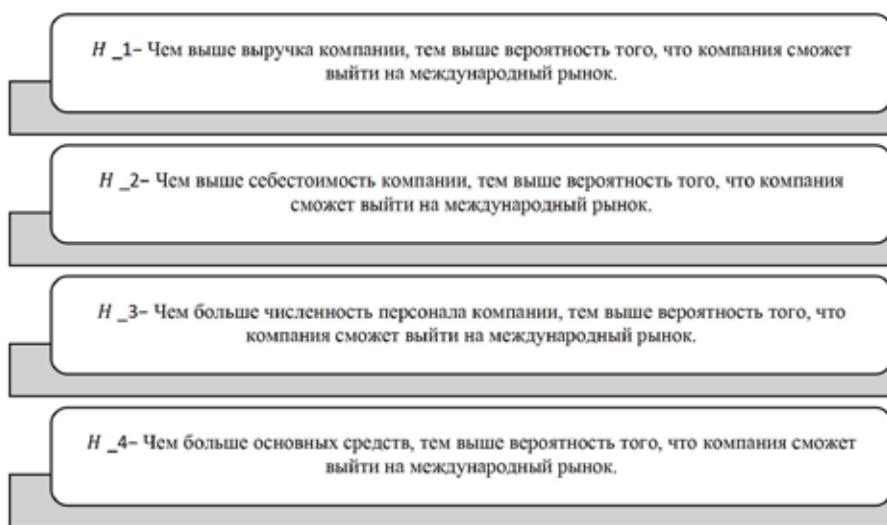 H _1– Чем выше выручка компании, тем выше вероятность того, что компания сможет
выйти на международный рынок.
H _2– Чем выше себестоимость компании, тем выше вероятность того, что компания
сможет выйти на международный рынок.
H _3– Чем больше численность персонала компании, тем выше вероятность того, что
компания сможет выйти на международный рынок.
H _4– Чем больше основных средств, тем выше вероятность того, что компания сможет
выйти на международный рынок.